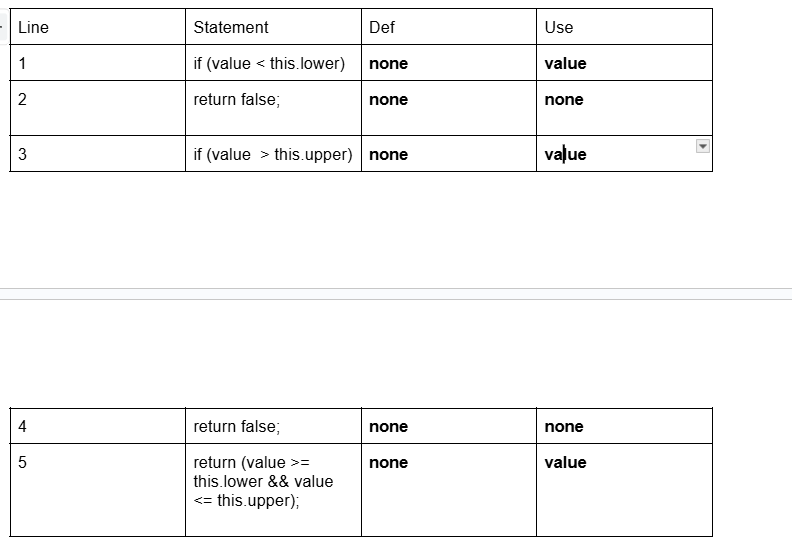 Line Statement Def Use
1 if (value < this.lower) none value
2 return false; none none
3 if (value  > this.upper) none value
4 return false; none none
5 return (value >= none value
this.lower && value
<= this.upper);